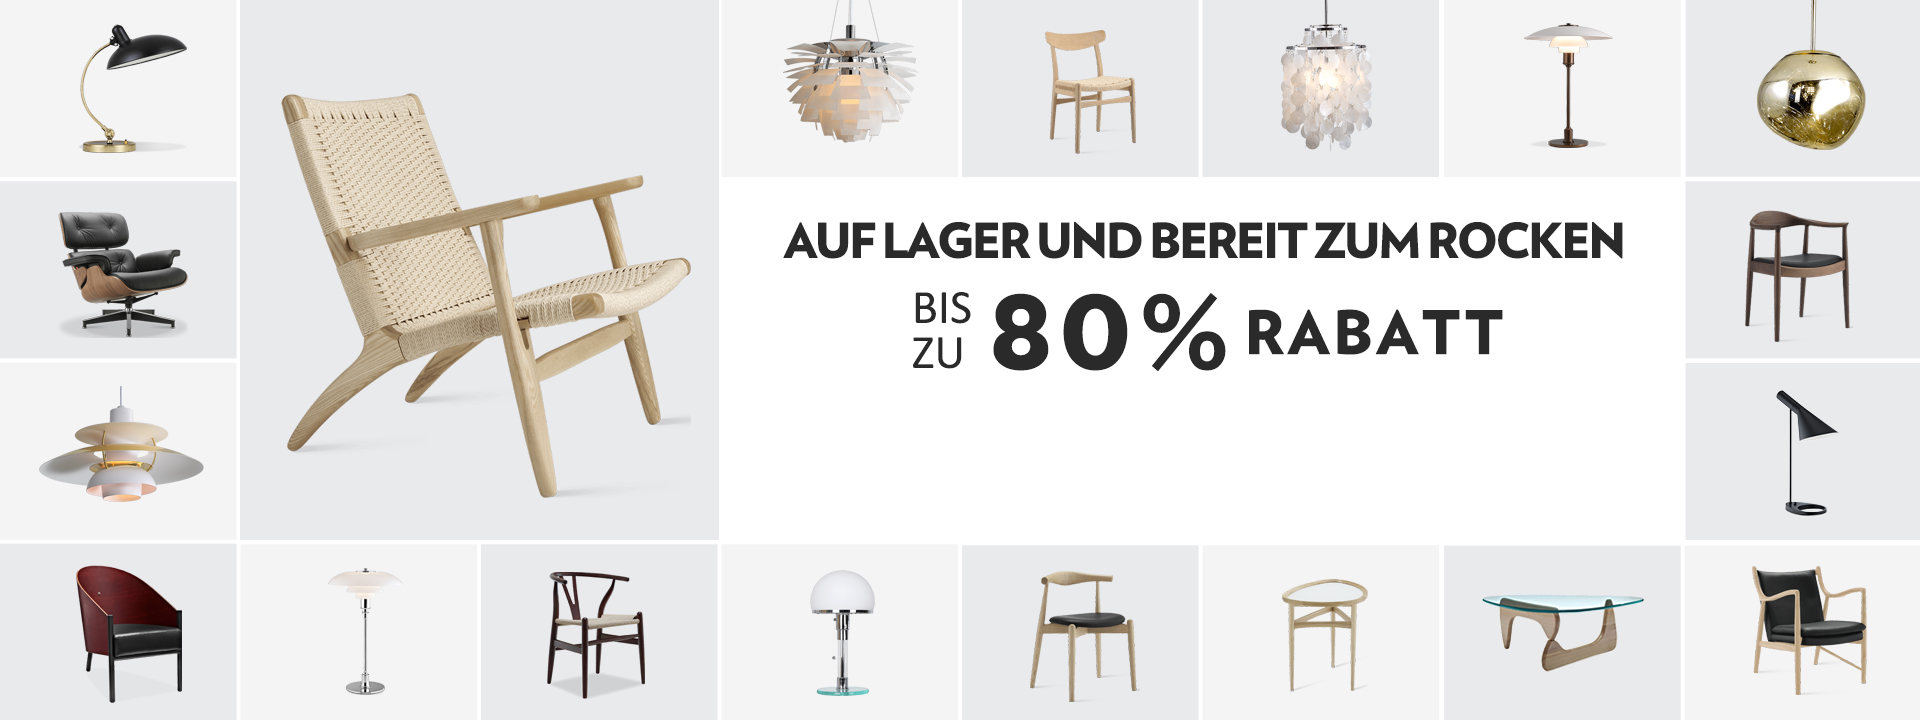 AUF LAGER UND BEREIT ZUM ROCKEN
BIS ZU 80% RABATT